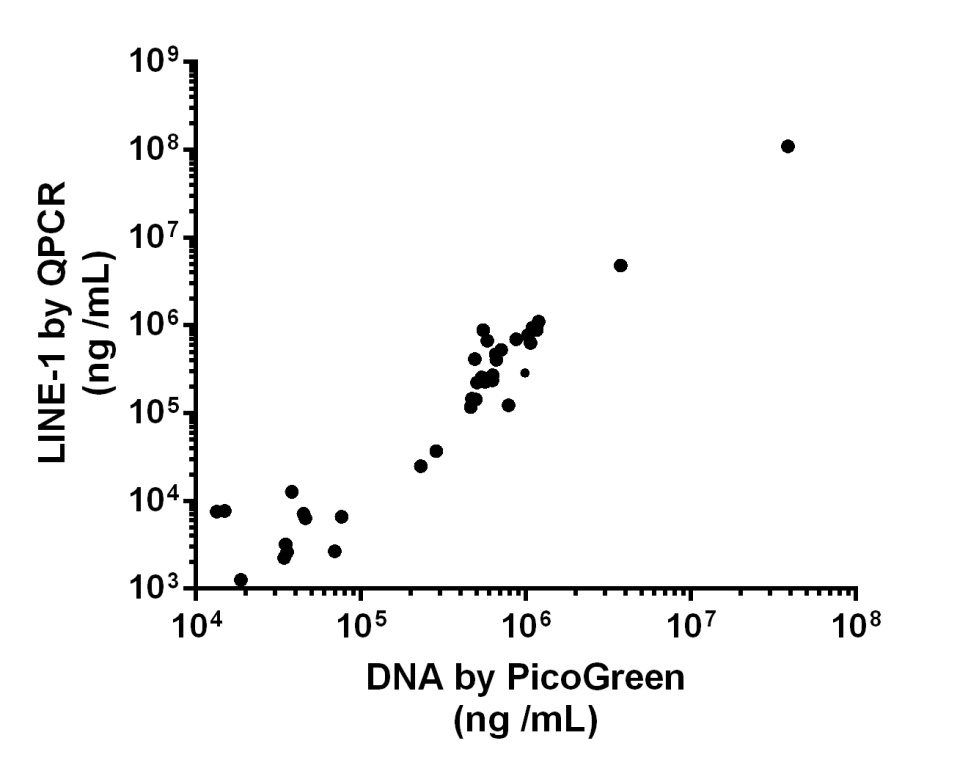 10⁹
10⁸
10⁷
10⁶
10⁵
10⁴
10³
LINE-1 by QPCR
(ng /mL)
10⁴ 10⁵ 10⁶ 10⁷ 10⁸
DNA by PicoGreen
(ng /mL)